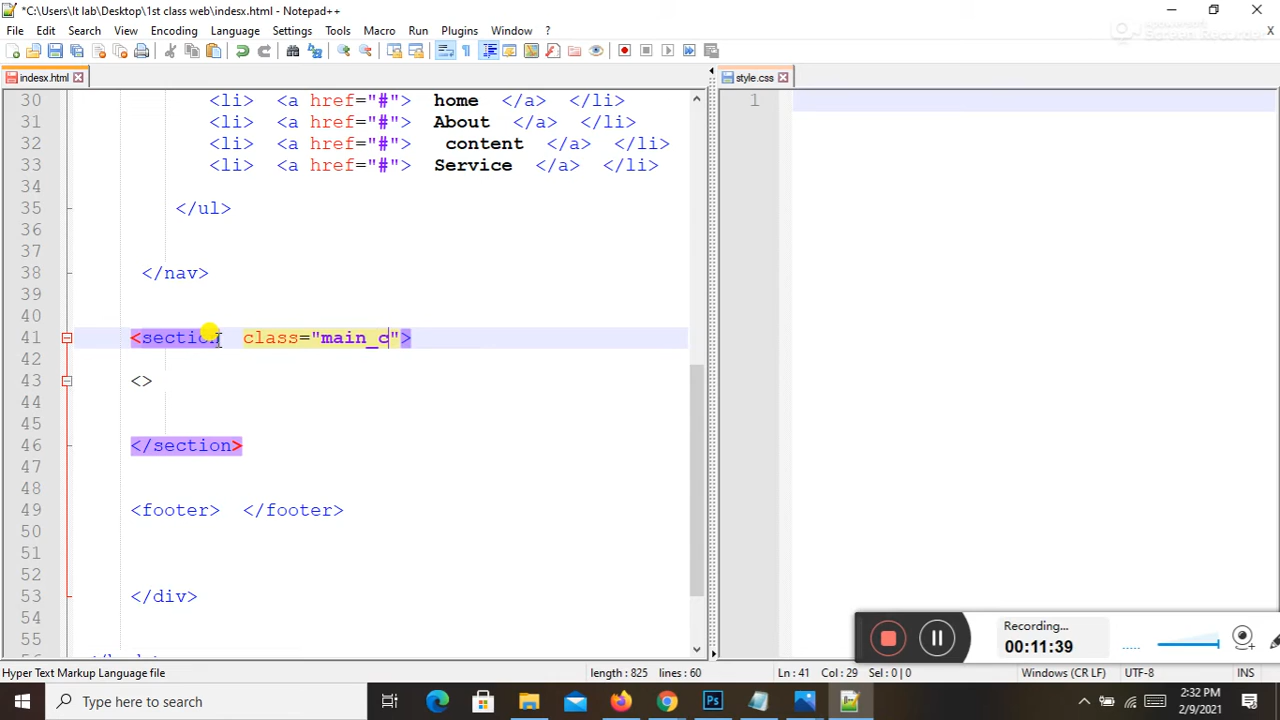 *C:\Users\It lab\Desktop\1st class web\indesx.html - Notepad++
File Edit Search View Encoding Language Settings Tools Macro Run Plugins Window ?
X
indesx.html
style.css
30 <li> <a href="#"> home </a> </li>
31 <li> <a href="#"> About </a> </li>
32 <li> <a href="#"> content </a> </li>
33 <li> <a href="#"> Service </a> </li>
34
35 </ul>
36
37
38 </nav>
39
40
41 <section class="main_c">
42
43 <>
44
45
46 </section>
47
48
49 <footer> </footer>
50
51
52
53 </div>
54
55
1
Recording...
00:11:39
Hyper Text Markup Language file length : 825 lines : 60 Ln : 41 Col : 29 Sel : 0 | 0 Windows (CR LF) UTF-8 INS
Type here to search
2:32 PM
2/9/2021